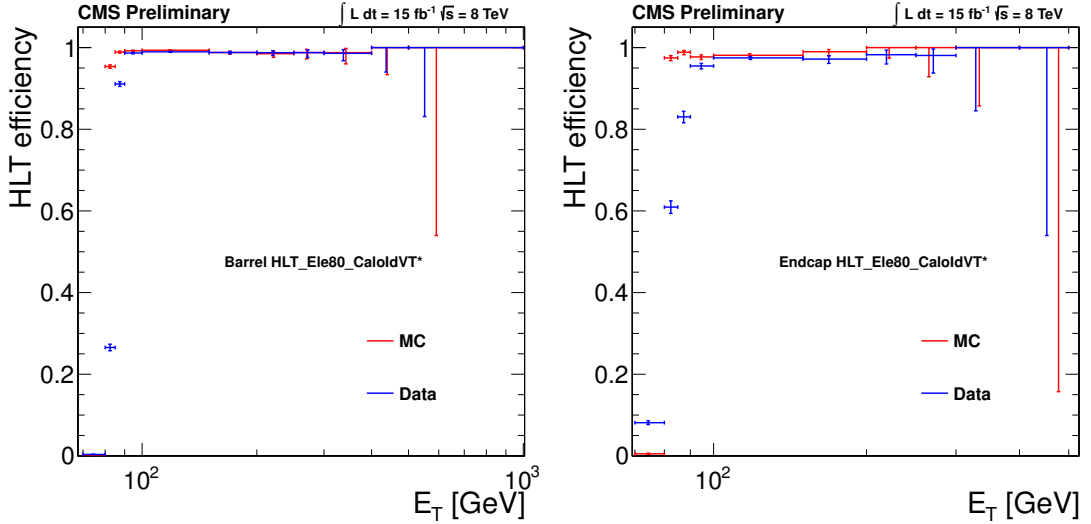 CMS Preliminary
∫ L dt = 15 fb⁻¹ √s = 8 TeV
HLT efficiency
1
0.8
0.6
0.4
0.2
0
Barrel HLT_Ele80_CaloIdVT*
MC
Data
10²
10³
E_T [GeV]
CMS Preliminary
∫ L dt = 15 fb⁻¹ √s = 8 TeV
HLT efficiency
1
0.8
0.6
0.4
0.2
0
Endcap HLT_Ele80_CaloIdVT*
MC
Data
10²
E_T [GeV]